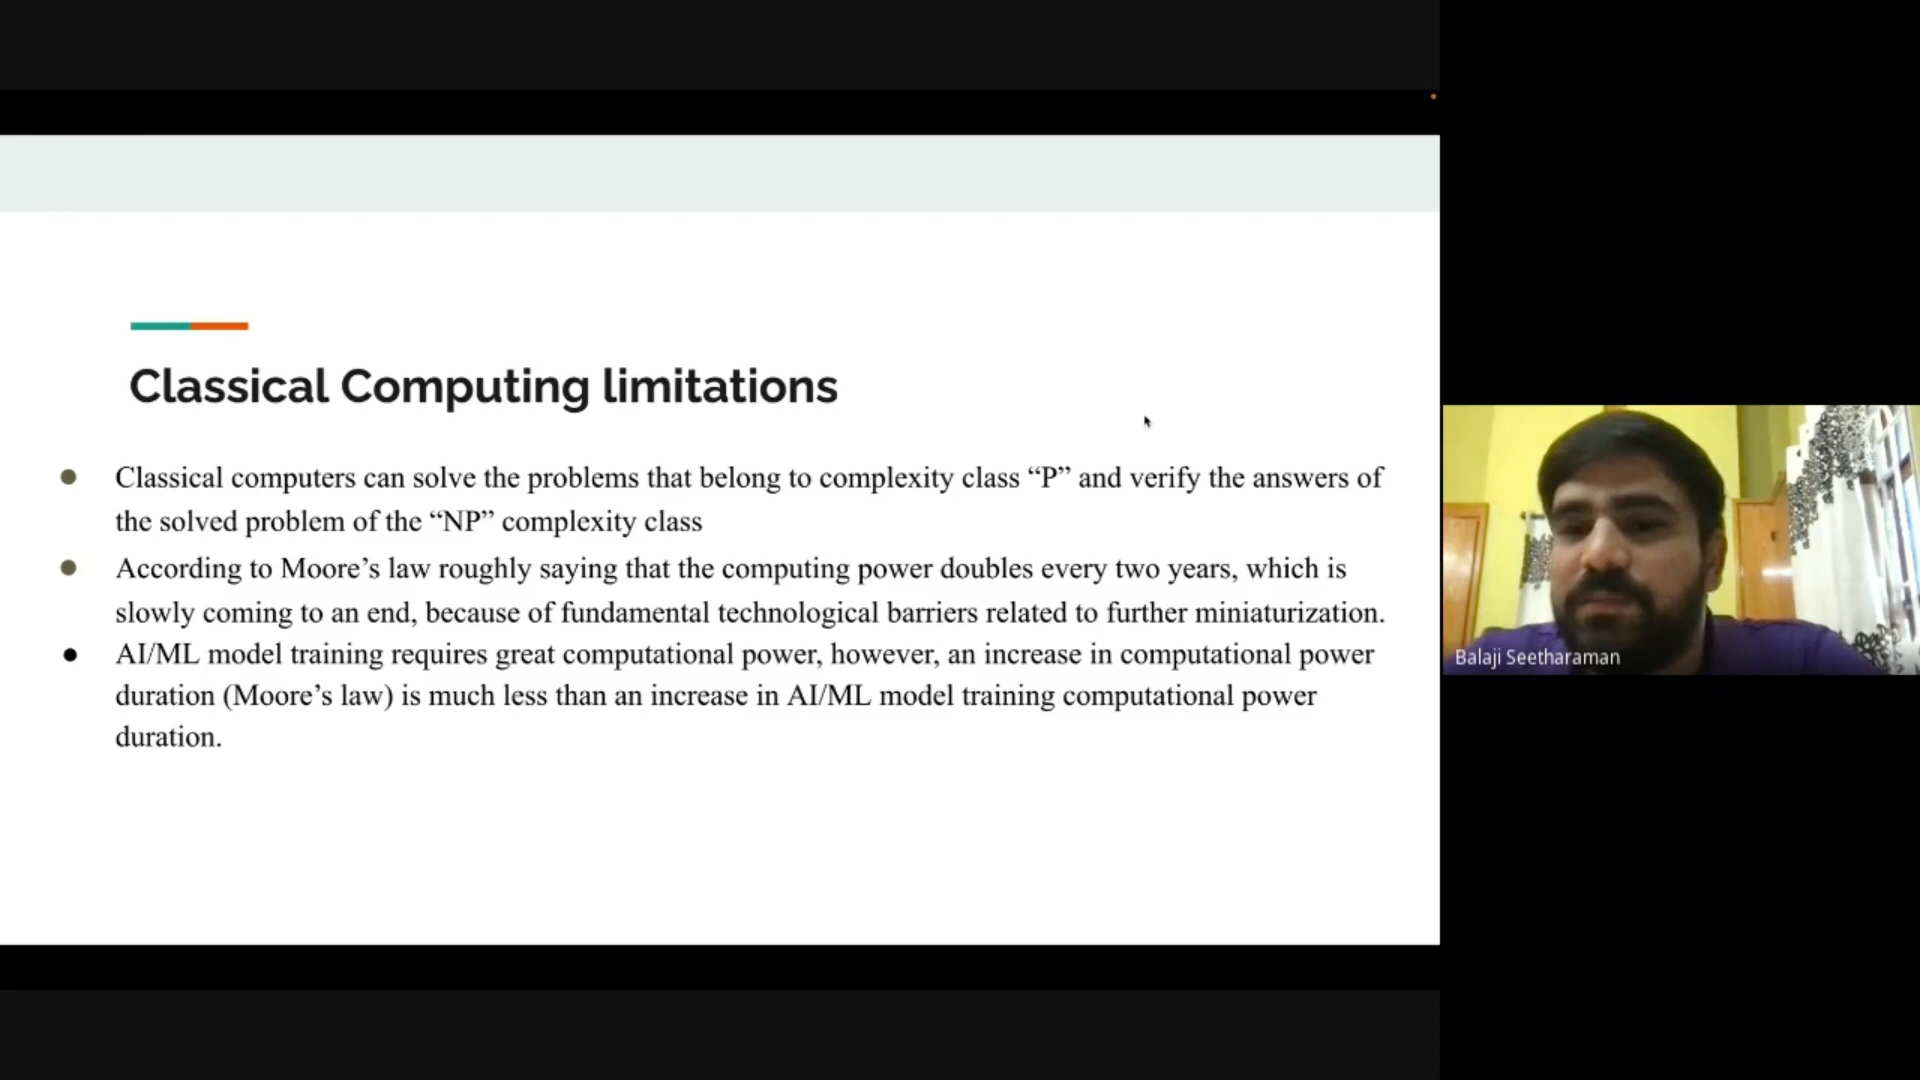 Classical Computing limitations
● Classical computers can solve the problems that belong to complexity class “P” and verify the answers of
the solved problem of the “NP” complexity class
● According to Moore’s law roughly saying that the computing power doubles every two years, which is
slowly coming to an end, because of fundamental technological barriers related to further miniaturization.
● AI/ML model training requires great computational power, however, an increase in computational power
duration (Moore’s law) is much less than an increase in AI/ML model training computational power
duration.
Balaji Seetharaman